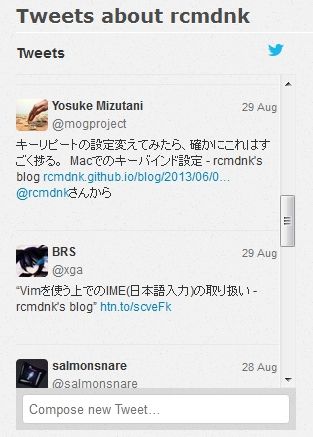 Tweets about rcmdnk
Tweets
Yosuke Mizutani 29 Aug
@mogproject
キーリピートの設定変えてみたら、確かにこれはす
ごく捗る。 Macでのキーバインド設定 - rcmdnk's
blog rcmdnk.github.io/blog/2013/06/0…
@rcmdnkさんから
BRS 29 Aug
@xga
“Vimを使う上でのIME(日本語入力)の取り扱い -
rcmdnk's blog” htn.to/scveFk
salmonsnare 28 Aug
@salmonsnare
Compose new Tweet…